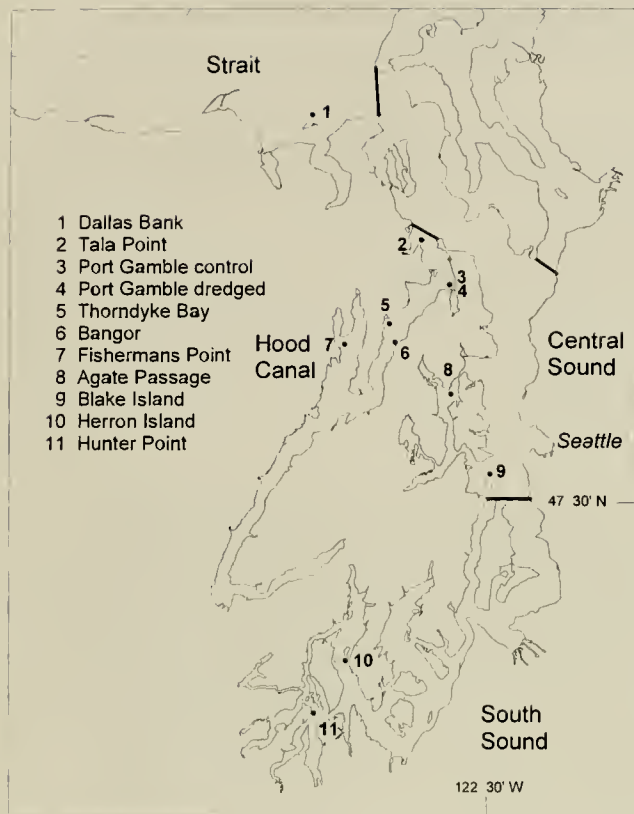 Strait
1
1 Dallas Bank
2 Tala Point
3 Port Gamble control
4 Port Gamble dredged
5 Thorndyke Bay
6 Bangor
7 Fishermans Point
8 Agate Passage
9 Blake Island
10 Herron Island
11 Hunter Point
2
3
4
5
6
7
Hood
Canal
8
Central
Sound
Seattle
9
47 30' N
10
11
South
Sound
122 30' W